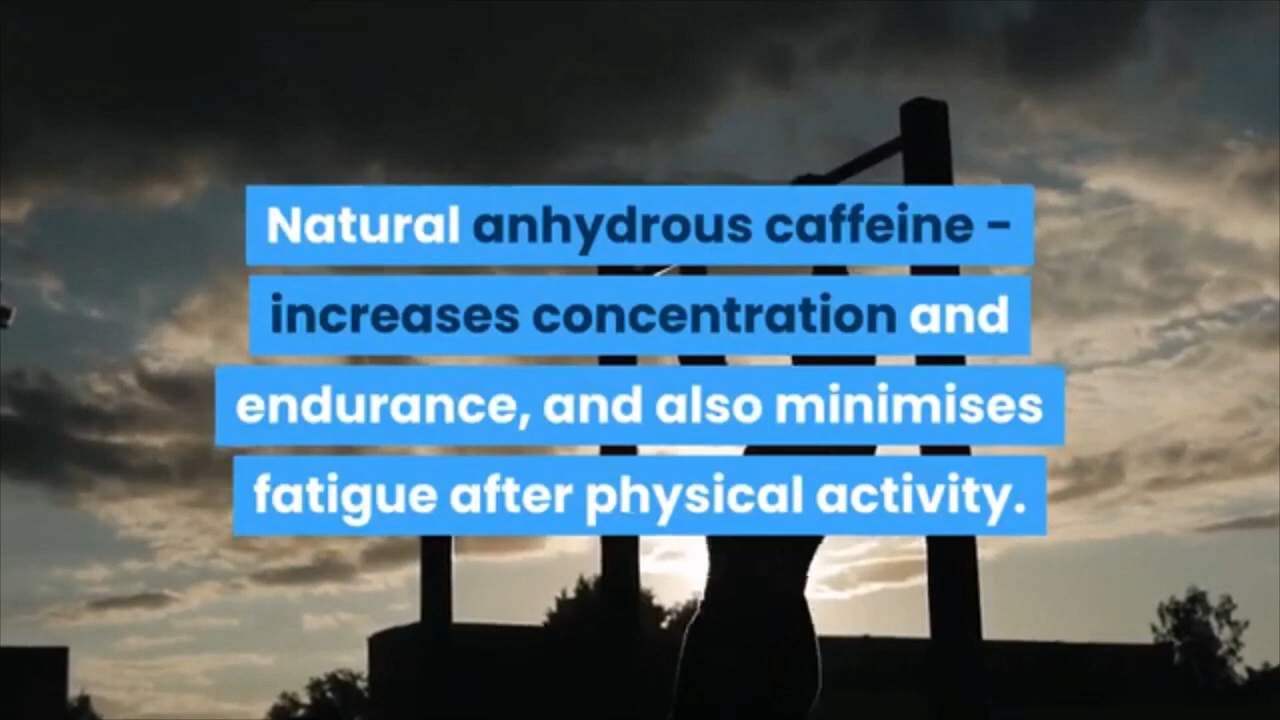 Natural anhydrous caffeine -
increases concentration and
endurance, and also minimises
fatigue after physical activity.